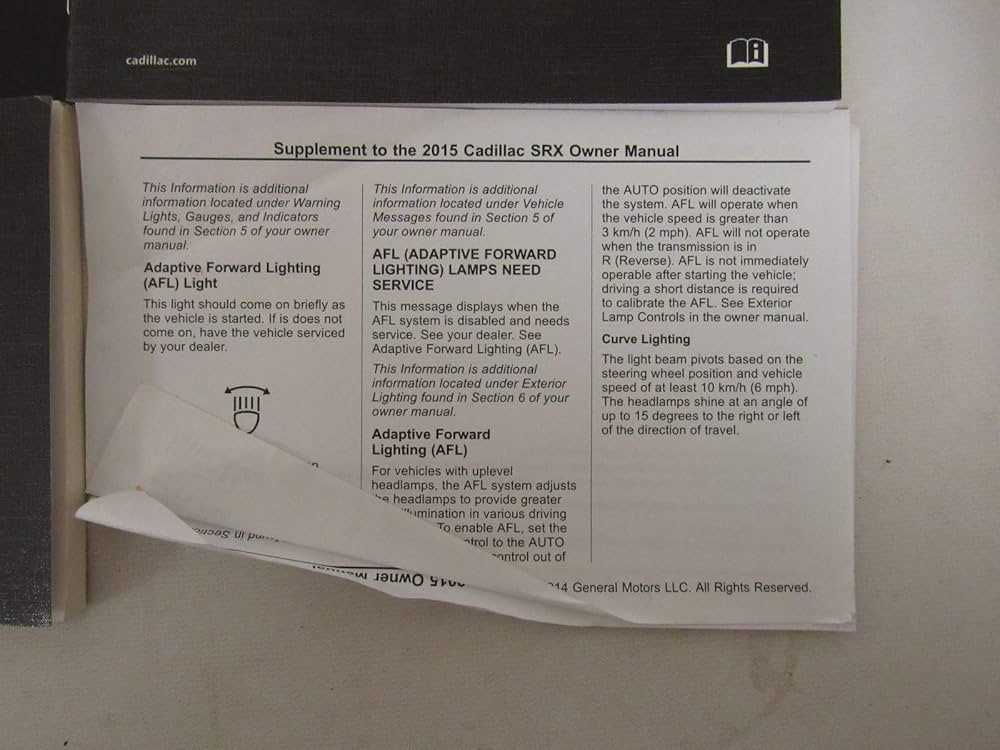 cadillac.com
Supplement to the 2015 Cadillac SRX Owner Manual
This Information is additional
information located under Warning
Lights, Gauges, and Indicators
found in Section 5 of your owner
manual.
Adaptive Forward Lighting
(AFL) Light
This light should come on briefly as
the vehicle is started. If is does not
come on, have the vehicle serviced
by your dealer.
This Information is additional
information located under Vehicle
Messages found in Section 5 of
your owner manual.
AFL (ADAPTIVE FORWARD
LIGHTING) LAMPS NEED
SERVICE
This message displays when the
AFL system is disabled and needs
service. See your dealer. See
Adaptive Forward Lighting (AFL).
This Information is additional
information located under Exterior
Lighting found in Section 6 of your
owner manual.
Adaptive Forward
Lighting (AFL)
For vehicles with uplevel
headlamps, the AFL system adjusts
headlamps to provide greater
illumination in various driving
To enable AFL, set the
to the AUTO
out of
the AUTO position will deactivate
the system. AFL will operate when
the vehicle speed is greater than
3 km/h (2 mph). AFL will not operate
when the transmission is in
R (Reverse). AFL is not immediately
operable after starting the vehicle;
driving a short distance is required
to calibrate the AFL. See Exterior
Lamp Controls in the owner manual.
Curve Lighting
The light beam pivots based on the
steering wheel position and vehicle
speed of at least 10 km/h (6 mph).
The headlamps shine at an angle of
up to 15 degrees to the right or left
of the direction of travel.
in Section
2015 Owner Manual
14 General Motors LLC. All Rights Reserved.